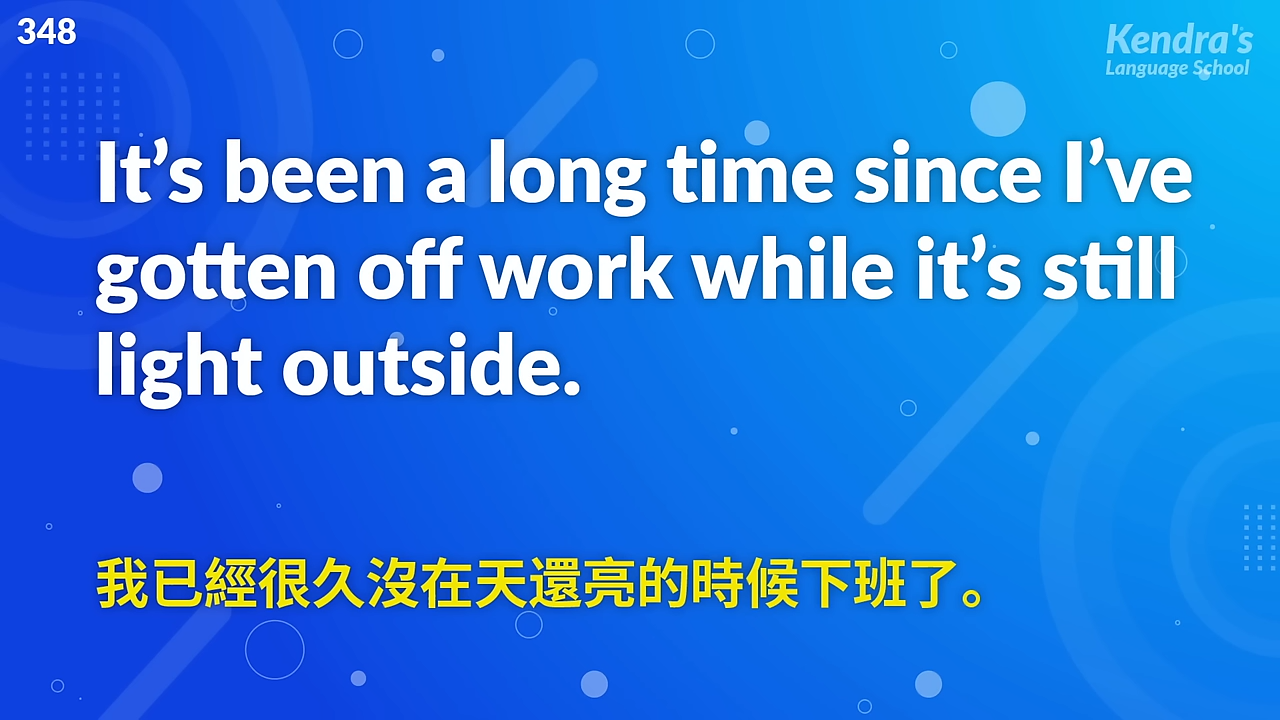 348
Kendra's
Language School
It’s been a long time since I’ve
gotten off work while it’s still
light outside.
我已經很久沒在天還亮的時候下班了。